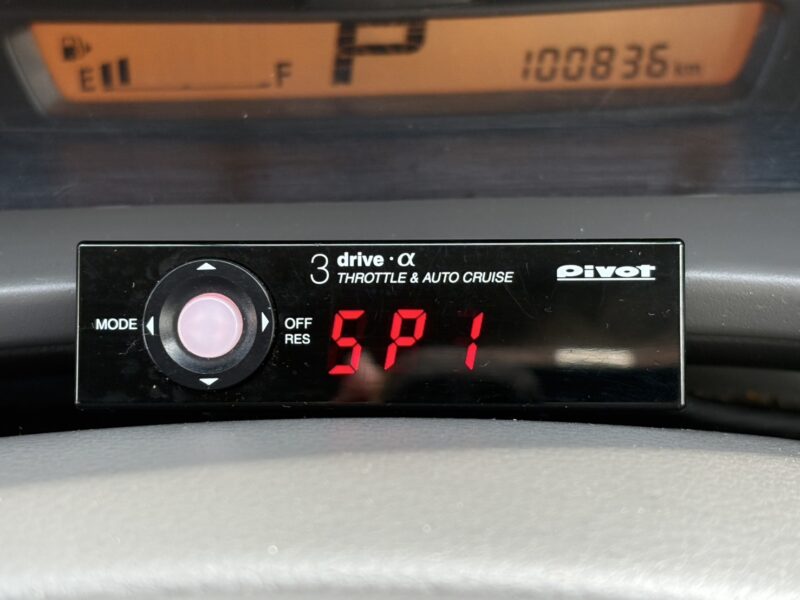 P
E F 100836 km
3 drive・α
THROTTLE & AUTO CRUISE
PIVOT
MODE OFF
RES
SP1